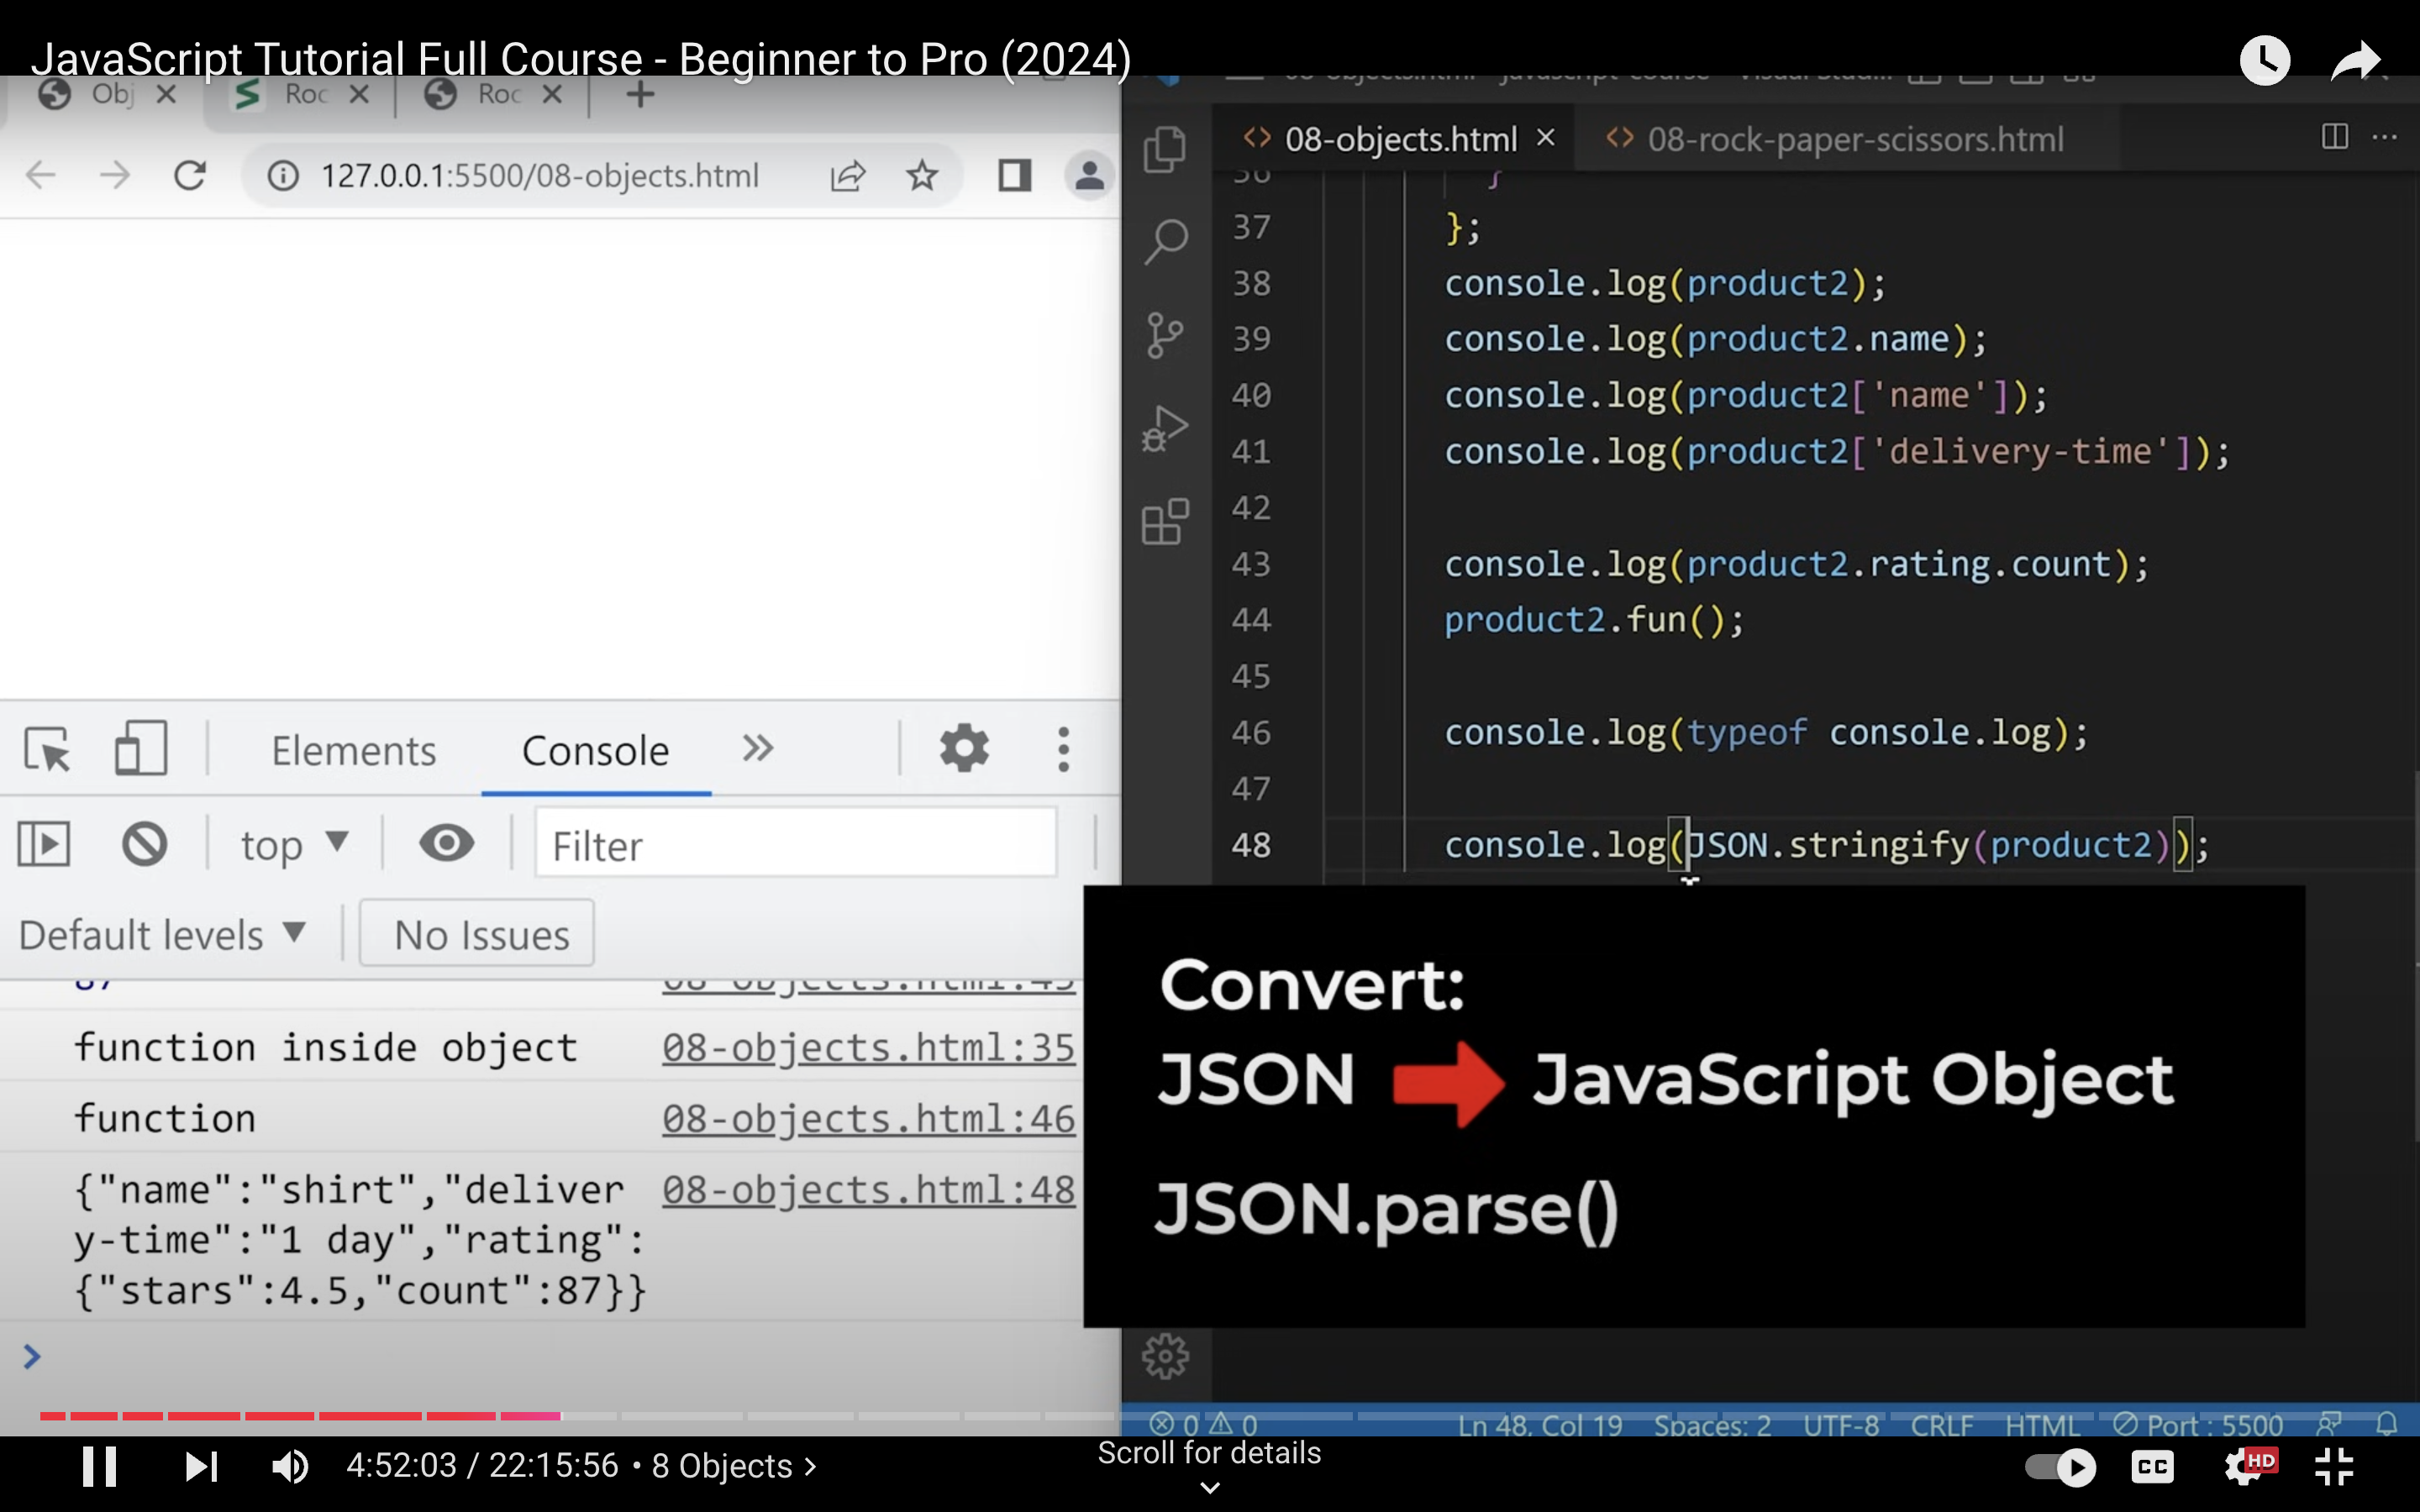 JavaScript Tutorial Full Course - Beginner to Pro (2024)
Obj
Roc
Roc
127.0.0.1:5500/08-objects.html
Elements
Console
top
Filter
Default levels
No Issues
87
function inside object
08-objects.html:35
function
08-objects.html:46
{"name":"shirt","deliver
y-time":"1 day","rating":
{"stars":4.5,"count":87}}
08-objects.html:48
08-objects.html
08-rock-paper-scissors.html
36 }
37 };
38 console.log(product2);
39 console.log(product2.name);
40 console.log(product2['name']);
41 console.log(product2['delivery-time']);
42
43 console.log(product2.rating.count);
44 product2.fun();
45
46 console.log(typeof console.log);
47
48 console.log(JSON.stringify(product2));
Convert:
JSON JavaScript Object
JSON.parse()
0 0 Ln 48, Col 19 Spaces: 2 UTF-8 CRLF HTML Port : 5500
4:52:03 / 22:15:56 • 8 Objects
Scroll for details
CC
HD